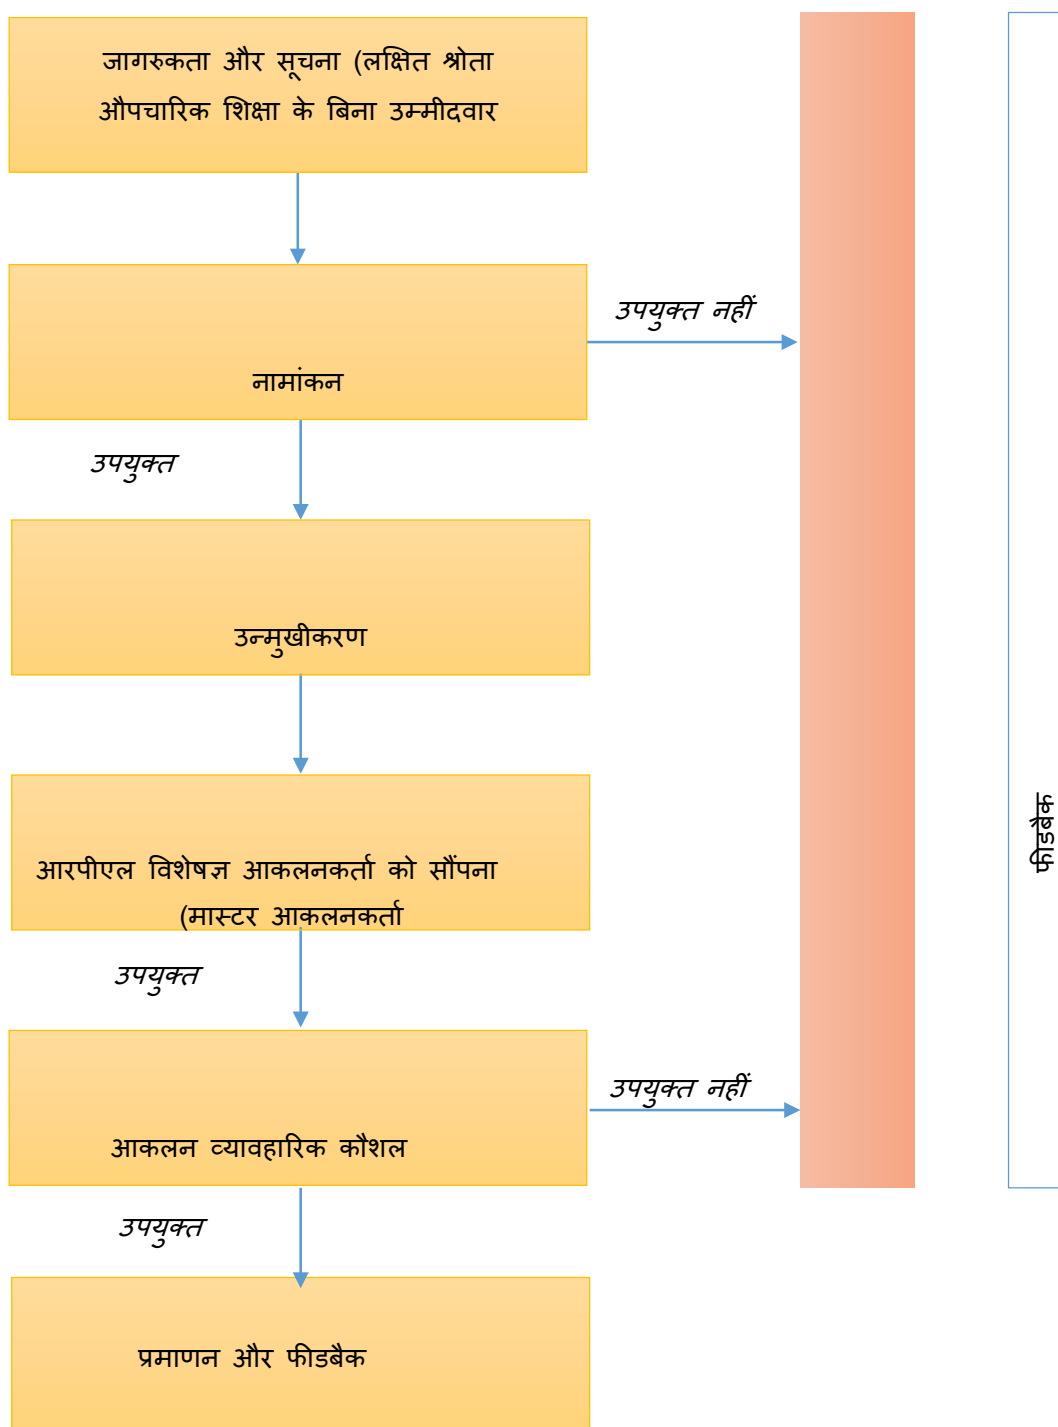 जागरुकता और सूचना (लक्षित श्रोता
औपचारिक शिक्षा के बिना उम्मीदवार
उपयुक्त नहीं
नामांकन
उपयुक्त
उन्मुखीकरण
फीडबैक
आरपीएल विशेषज्ञ आकलनकर्ता को सौंपना
(मास्टर आकलनकर्ता
उपयुक्त
उपयुक्त नहीं
आकलन व्यावहारिक कौशल
उपयुक्त
प्रमाणन और फीडबैक